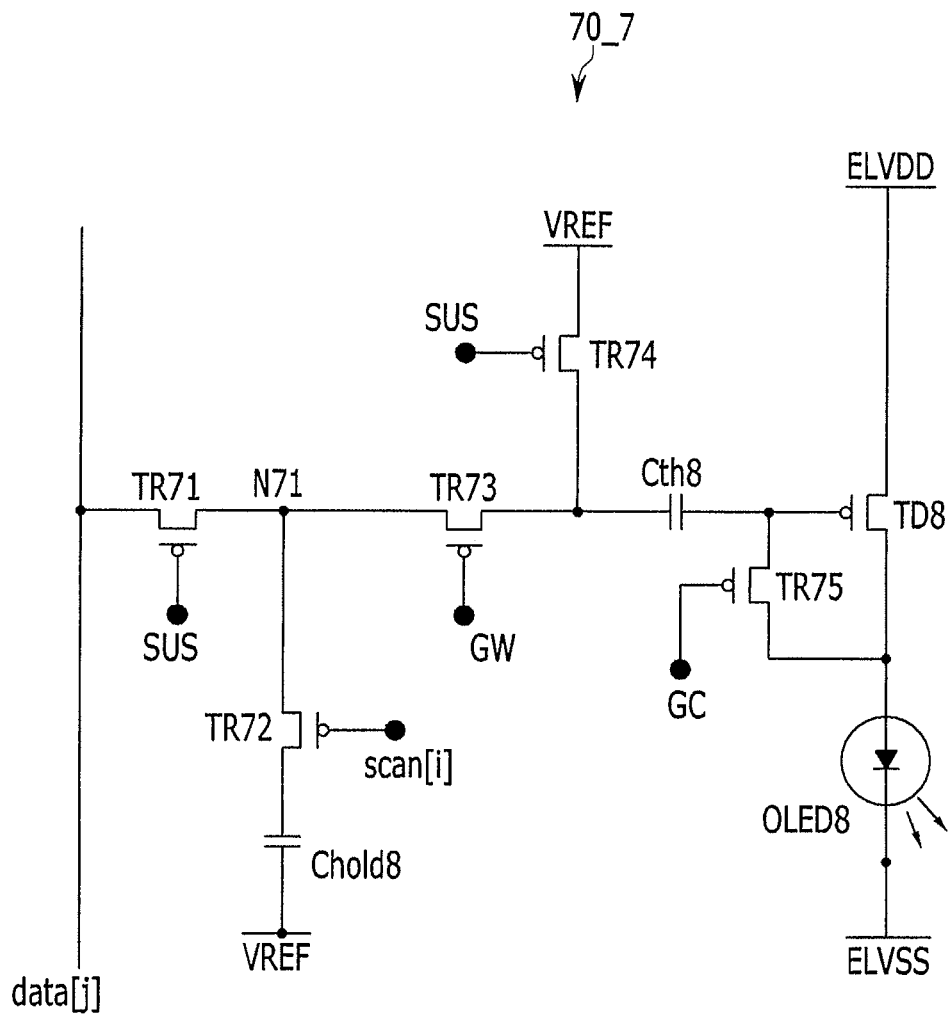 70_7
ELVDD
VREF
SUS
TR74
TR71
N71
TR73
Cth8
TD8
TR75
SUS
GW
GC
TR72
scan[i]
OLED8
Chold8
VREF
ELVSS
data[j]